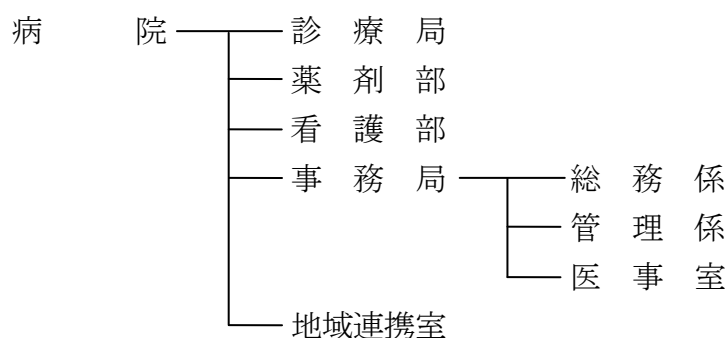 病院 診療局
薬剤部
看護部
事務局 総務係
管理係
医事室
地域連携室